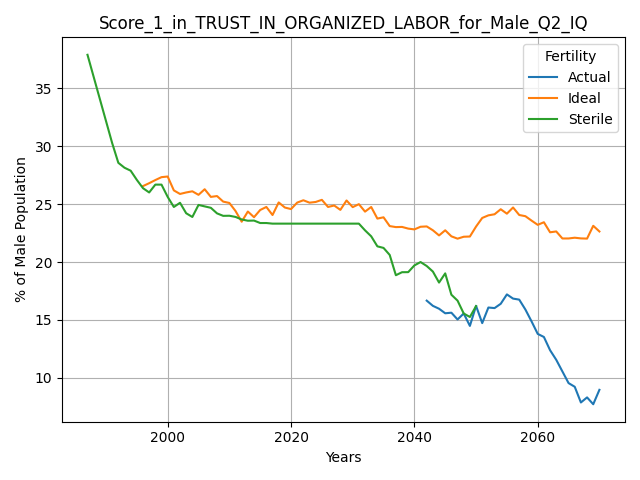 Score_1_in_TRUST_IN_ORGANIZED_LABOR_for_Male_Q2_IQ
Fertility
Actual
Ideal
Sterile
% of Male Population
35
30
25
20
15
10
2000
2020
2040
2060
Years